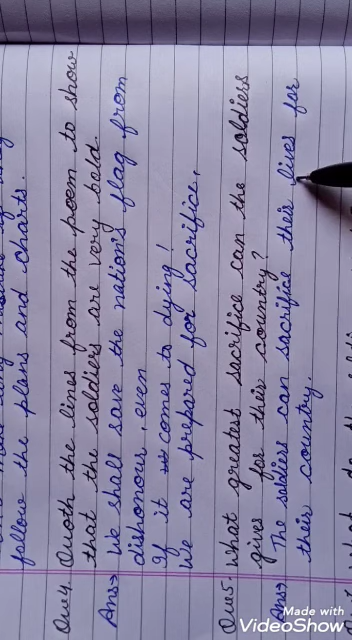 follow the plans and charts.
Que4. Quoth the lines from the poem to show
that the soldiers are very bold.
Ans→ We shall save the nation's flag from
dishonour, even
If it comes to dying!
We are prepared for sacrifice,
Que5. What greatest sacrifice can the soldiers
gives for their country?
Ans→ The soldiers can sacrifice their lives for
their country.
Made with
VideoShow